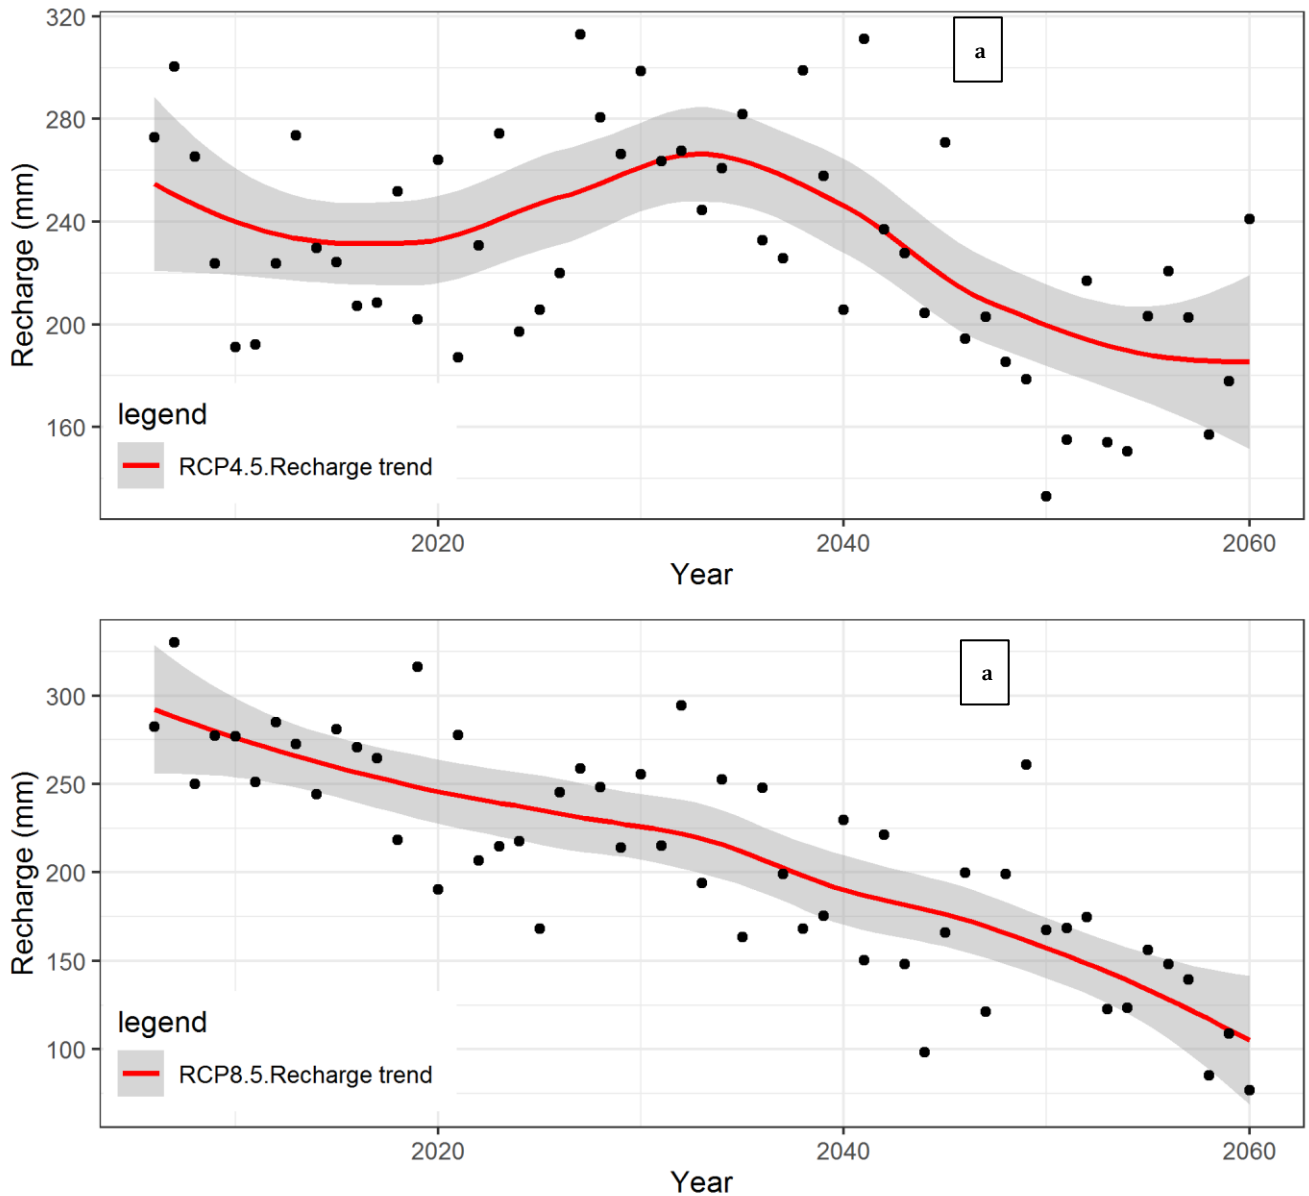 320
280
240
200
160
Recharge (mm)
a
legend
RCP4.5.Recharge trend
2020
2040
2060
Year
300
250
200
150
100
Recharge (mm)
a
legend
RCP8.5.Recharge trend
2020
2040
2060
Year